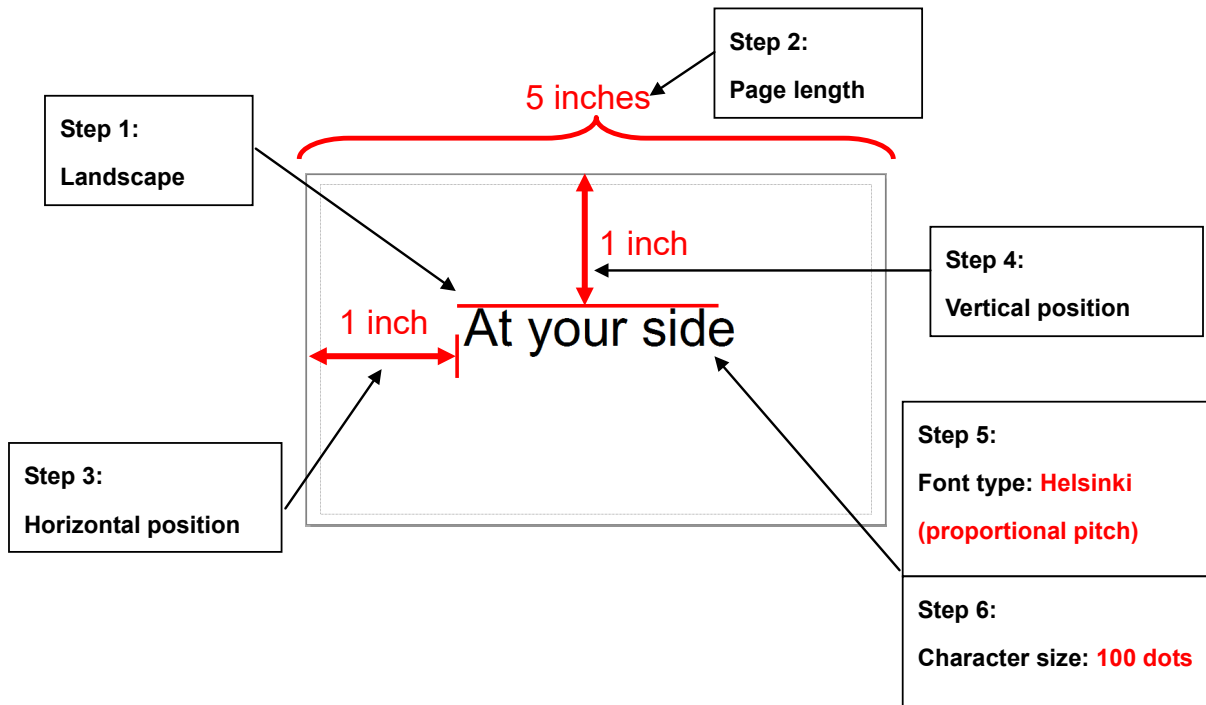 Step 2:
Page length
5 inches
Step 1:
Landscape
1 inch
Step 4:
Vertical position
1 inch
At your side
Step 3:
Horizontal position
Step 5:
Font type: Helsinki
(proportional pitch)
Step 6:
Character size: 100 dots